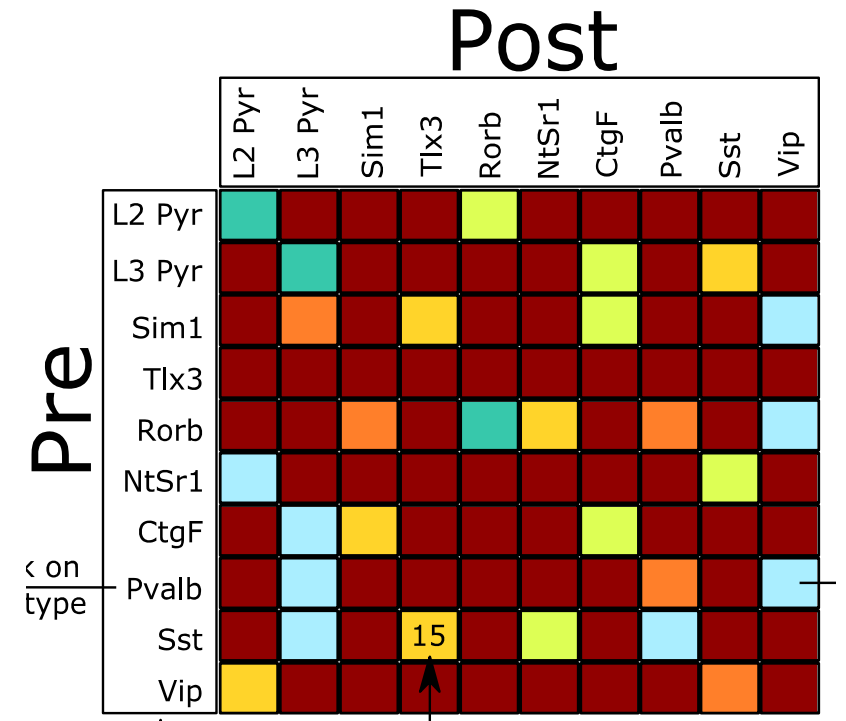 Post
L2 Pyr
L3 Pyr
Sim1
Tlx3
Rorb
NtSr1
CtgF
Pvalb
Sst
Vip
Pre
L2 Pyr
L3 Pyr
Sim1
Tlx3
Rorb
NtSr1
CtgF
on
type
Pvalb
Sst
15
Vip